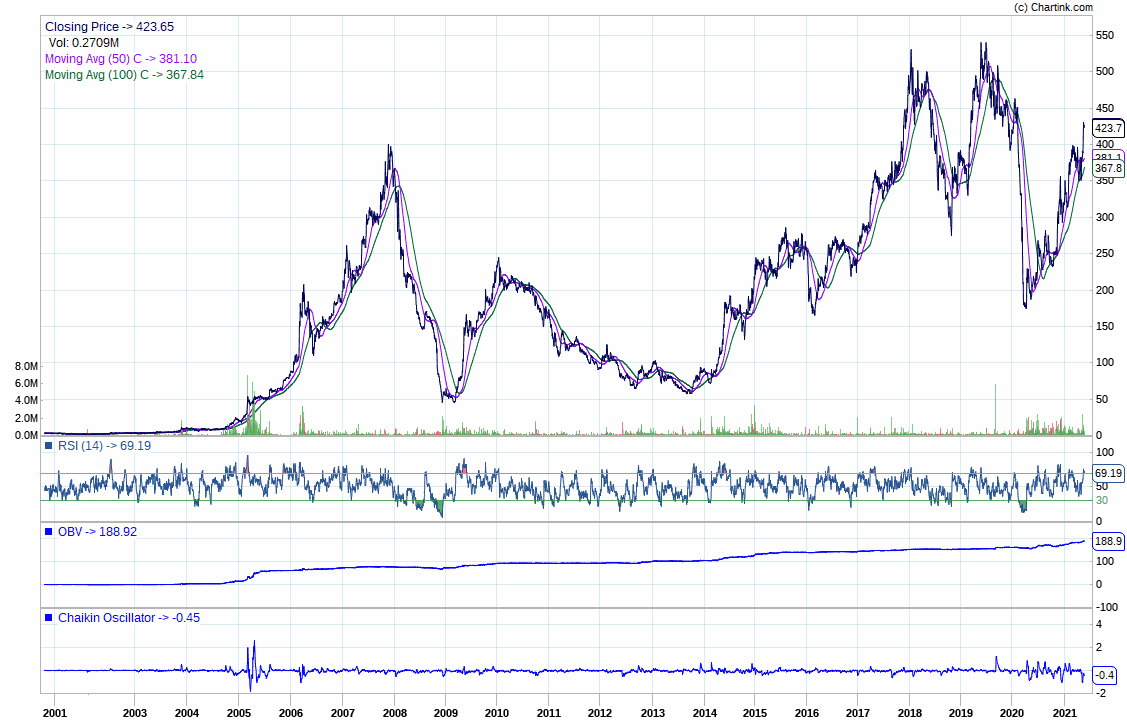 (c) Chartink.com
Closing Price -> 423.65
Vol: 0.2709M
Moving Avg (50) C -> 381.10
Moving Avg (100) C -> 367.84
550
500
450
423.7
400
381.1
367.8
350
300
250
200
150
100
50
0
8.0M
6.0M
4.0M
2.0M
0.0M
RSI (14) -> 69.19
100
69.19
50
30
0
OBV -> 188.92
188.9
100
0
-100
Chaikin Oscillator -> -0.45
4
2
-0.4
-2
2001 2003 2004 2005 2006 2007 2008 2009 2010 2011 2012 2013 2014 2015 2016 2017 2018 2019 2020 2021